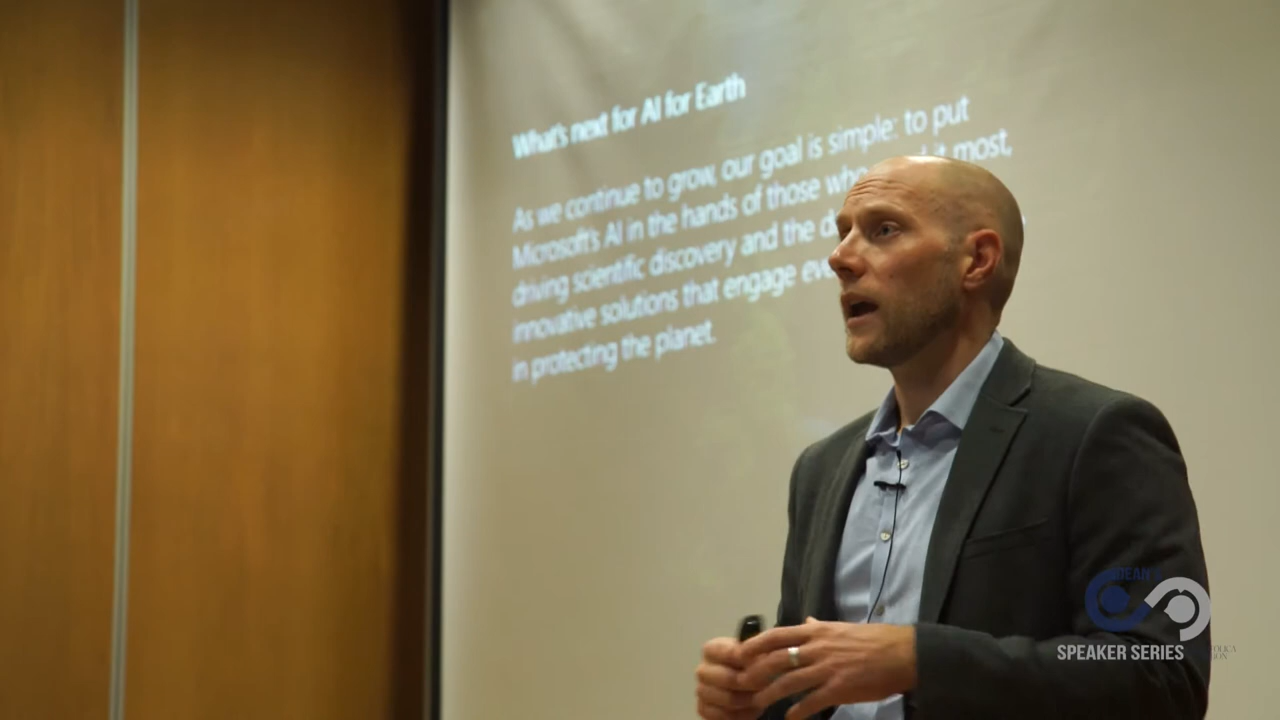 What's next for AI for Earth
As we continue to grow, our goal is simple: to put
Microsoft's AI in the hands of those who it most,
driving scientific discovery and the
innovative solutions that engage
in protecting the planet.
DEAN'S
SPEAKER SERIES